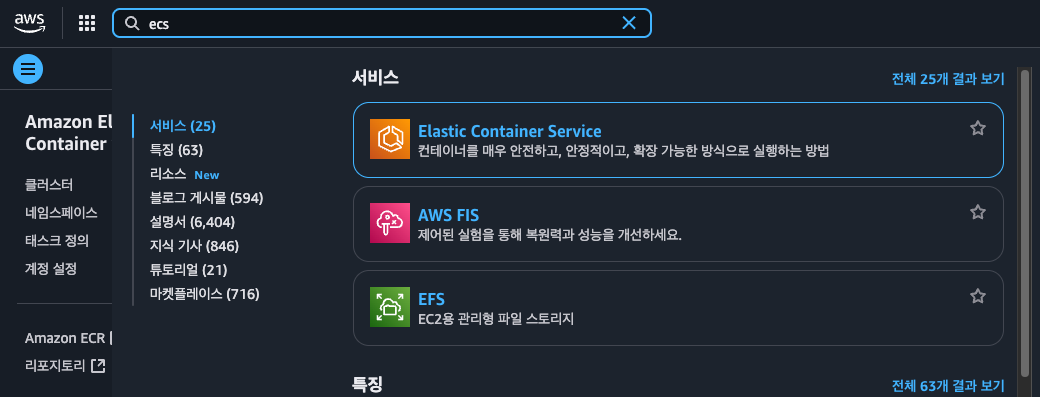 aws
ecs
Amazon El
Container
클러스터
네임스페이스
태스크 정의
계정 설정
Amazon ECR
리포지토리
서비스 (25)
특징 (63)
리소스 New
블로그 게시물 (594)
설명서 (6,404)
지식 기사 (846)
튜토리얼 (21)
마켓플레이스 (716)
서비스
전체 25개 결과 보기
Elastic Container Service
컨테이너를 매우 안전하고, 안정적이고, 확장 가능한 방식으로 실행하는 방법
AWS FIS
제어된 실험을 통해 복원력과 성능을 개선하세요.
EFS
EC2용 관리형 파일 스토리지
특징
전체 63개 결과 보기